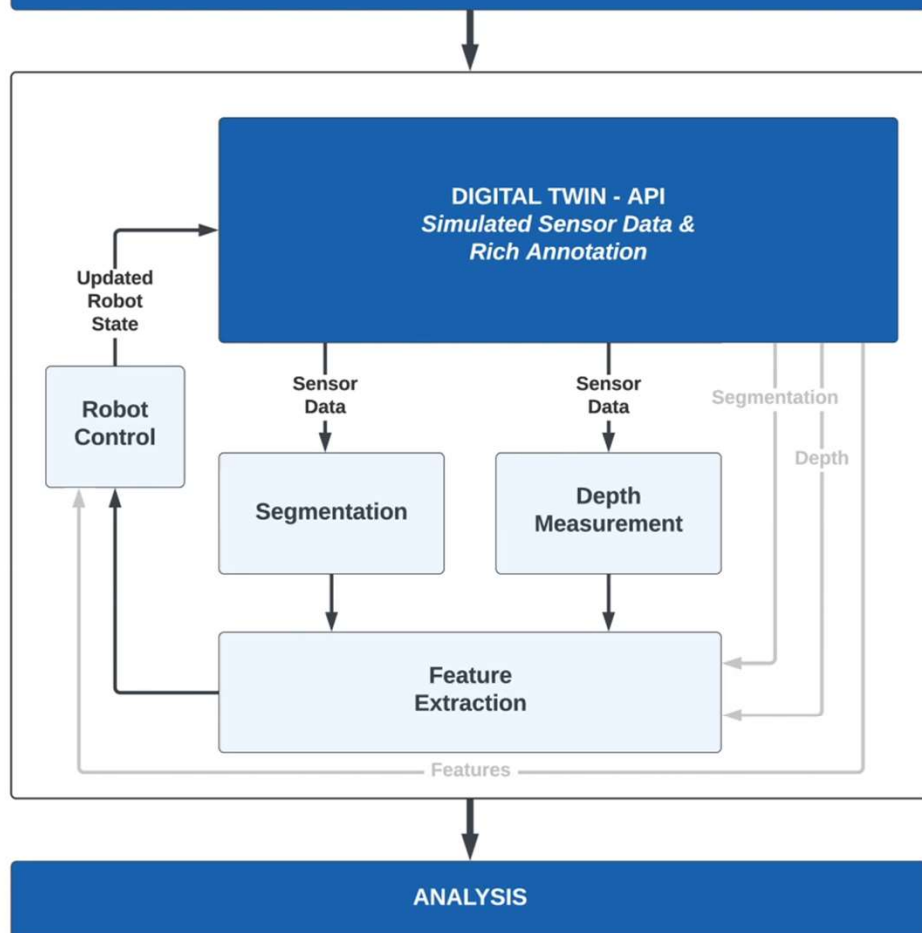 DIGITAL TWIN - API
Simulated Sensor Data &
Rich Annotation
Updated
Robot
State
Robot
Control
Sensor
Data
Sensor
Data
Segmentation
Depth
Segmentation
Depth
Measurement
Feature
Extraction
Features
ANALYSIS